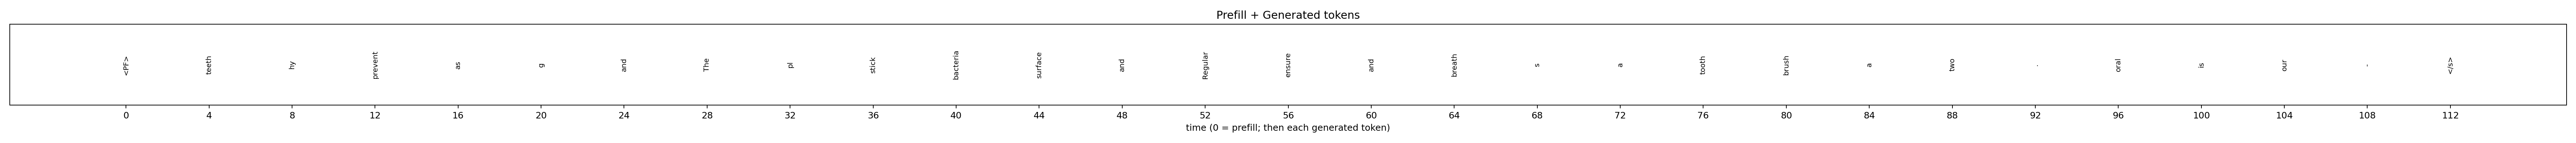 Prefill + Generated tokens
<PF> teeth hy prevent as g and The pl stick bacteria surface and Regular ensure and breath s a tooth brush a two . oral is our - </s>
0 4 8 12 16 20 24 28 32 36 40 44 48 52 56 60 64 68 72 76 80 84 88 92 96 100 104 108 112
time (0 = prefill; then each generated token)